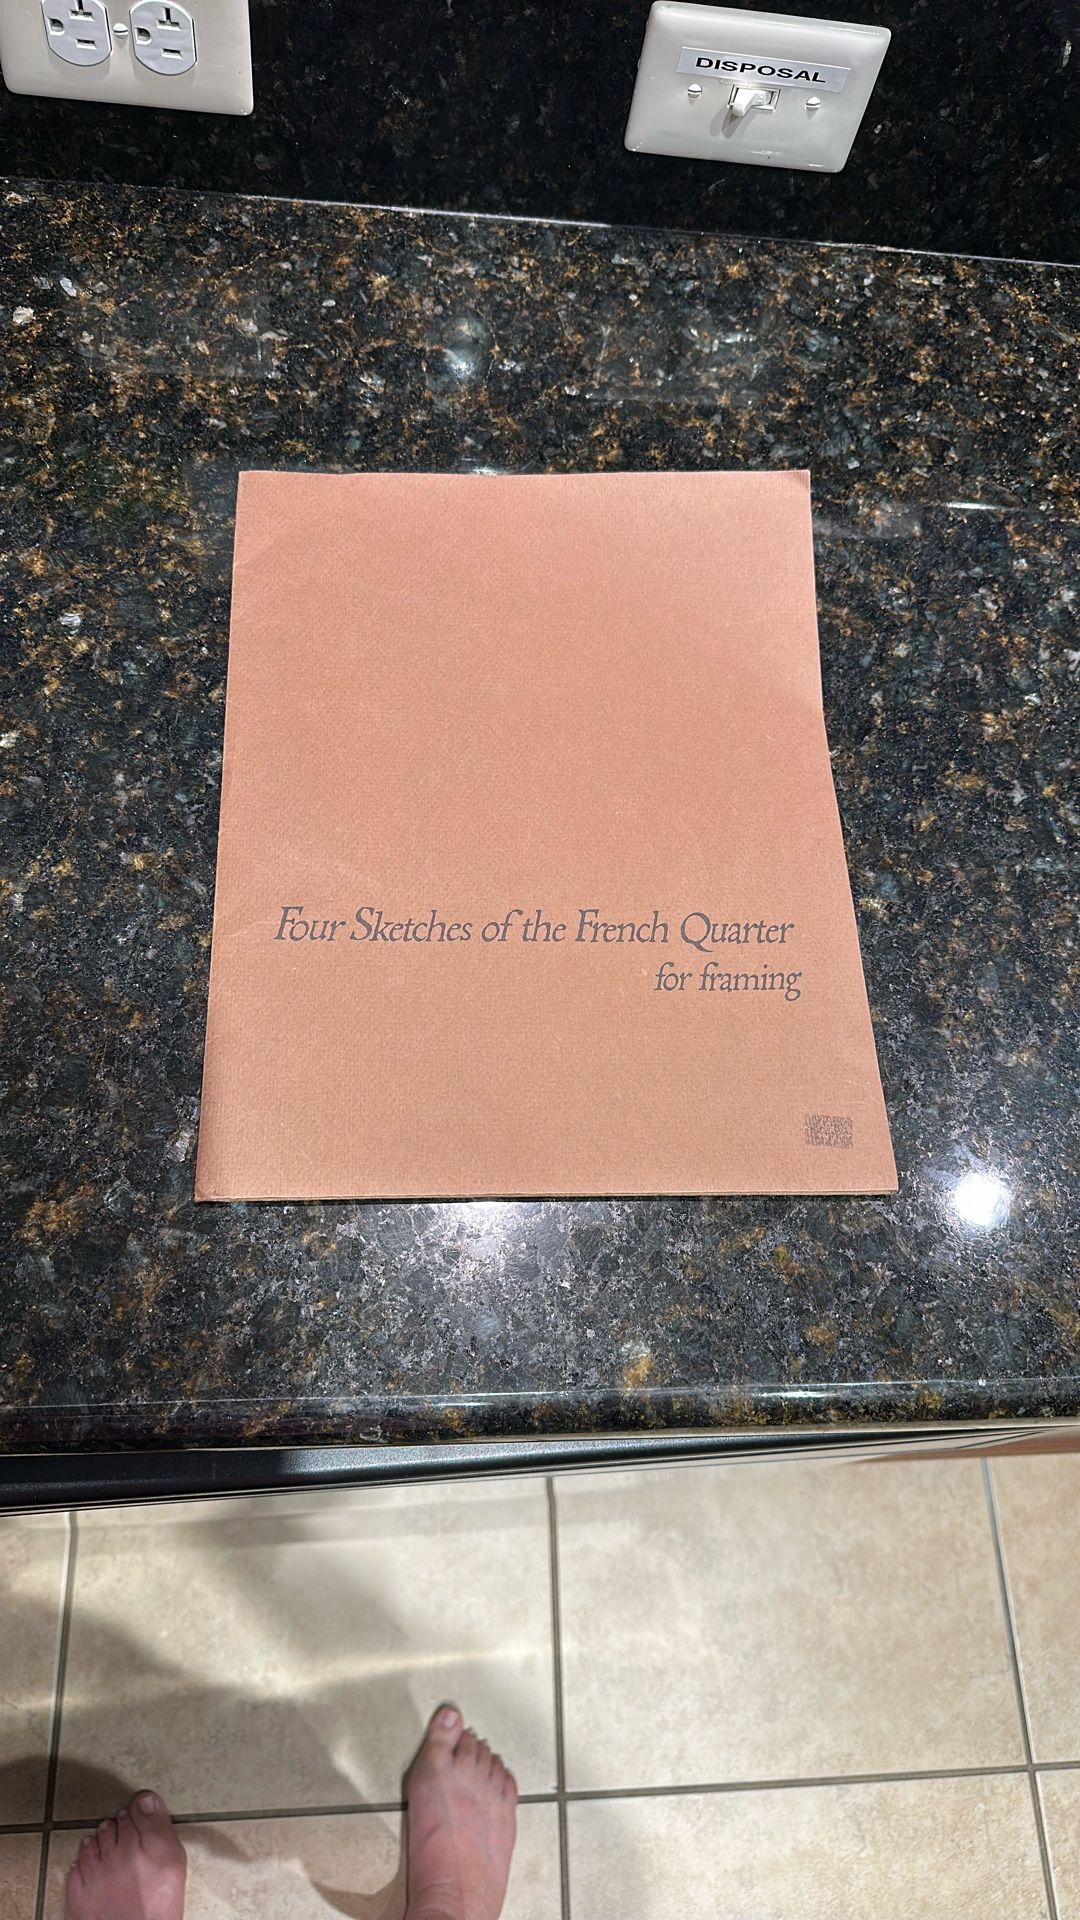 DISPOSAL
Four Sketches of the French Quarter
for framing